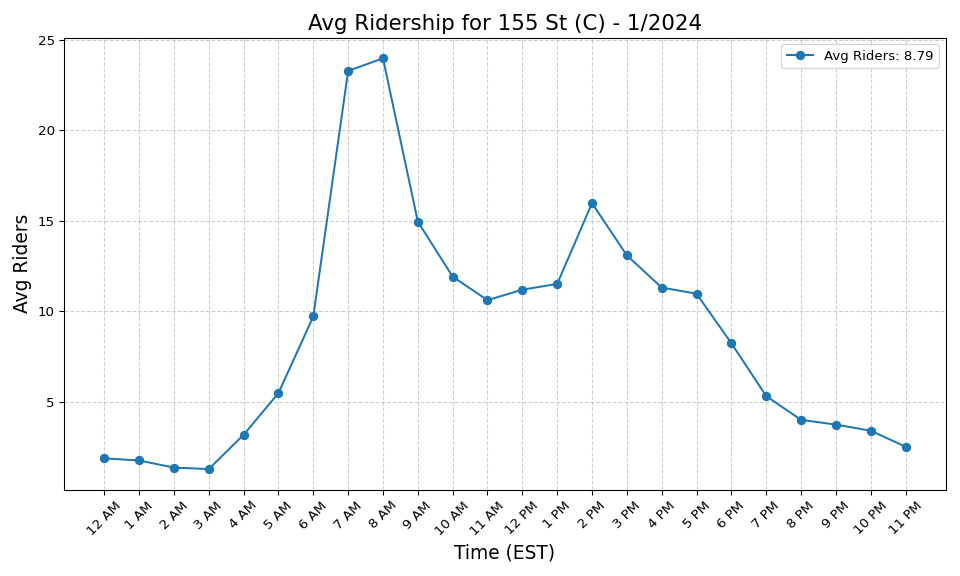 Avg Ridership for 155 St (C) - 1/2024
Avg Riders: 8.79
Avg Riders
25
20
15
10
5
12 AM
1 AM
2 AM
3 AM
4 AM
5 AM
6 AM
7 AM
8 AM
9 AM
10 AM
11 AM
12 PM
1 PM
2 PM
3 PM
4 PM
5 PM
6 PM
7 PM
8 PM
9 PM
10 PM
11 PM
Time (EST)